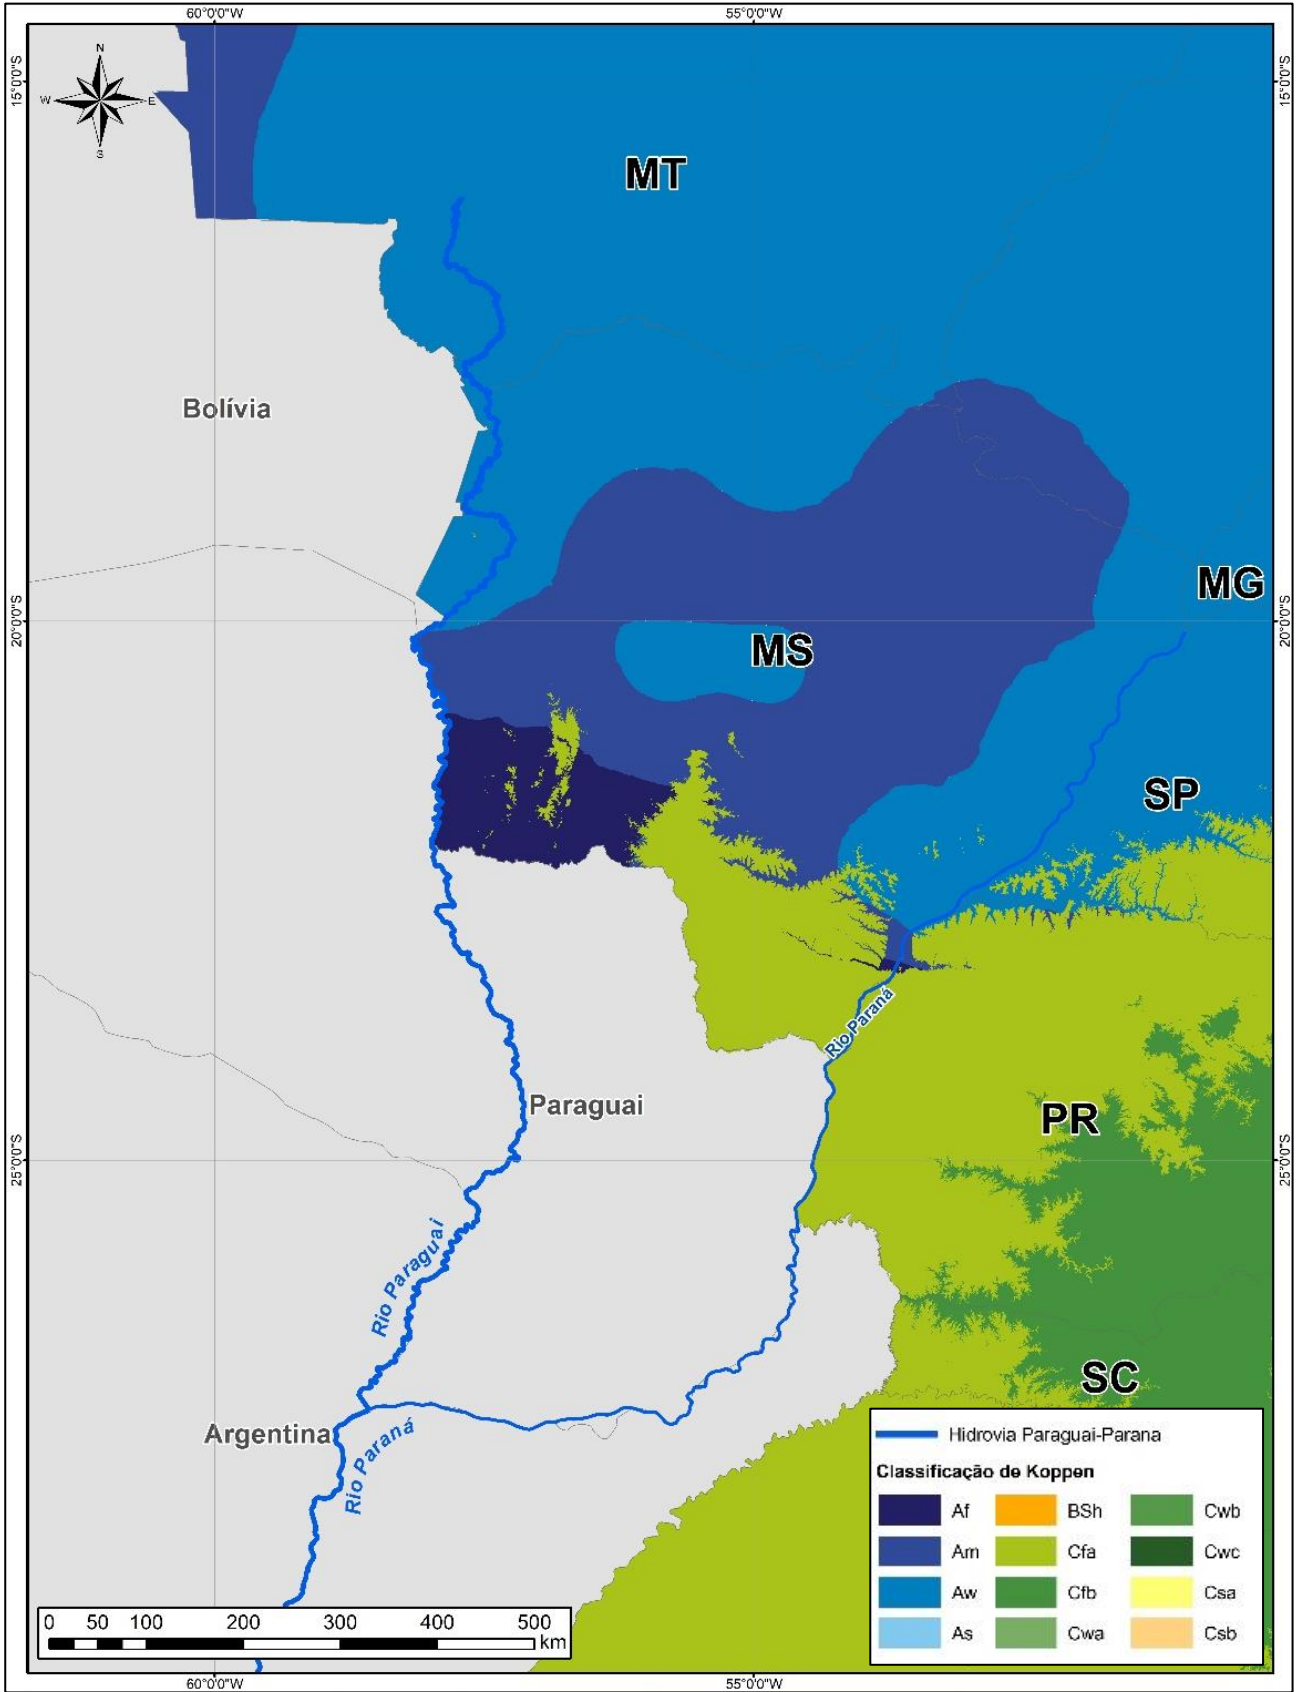 60°0'0"W
55°0'0"W
15°0'0"S
15°0'0"S
N
W
E
S
MT
Bolívia
MG
20°0'0"S
20°0'0"S
MS
SP
Rio Paraná
Paraguai
PR
25°0'0"S
25°0'0"S
Rio Paraguai
SC
Argentina
Rio Paraná
Hidrovia Paraguai-Parana
Classificação de Koppen
Af
BSh
Cwb
Am
Cfa
Cwc
Aw
Cfb
Csa
As
Cwa
Csb
0 50 100 200 300 400 500
km
60°0'0"W
55°0'0"W